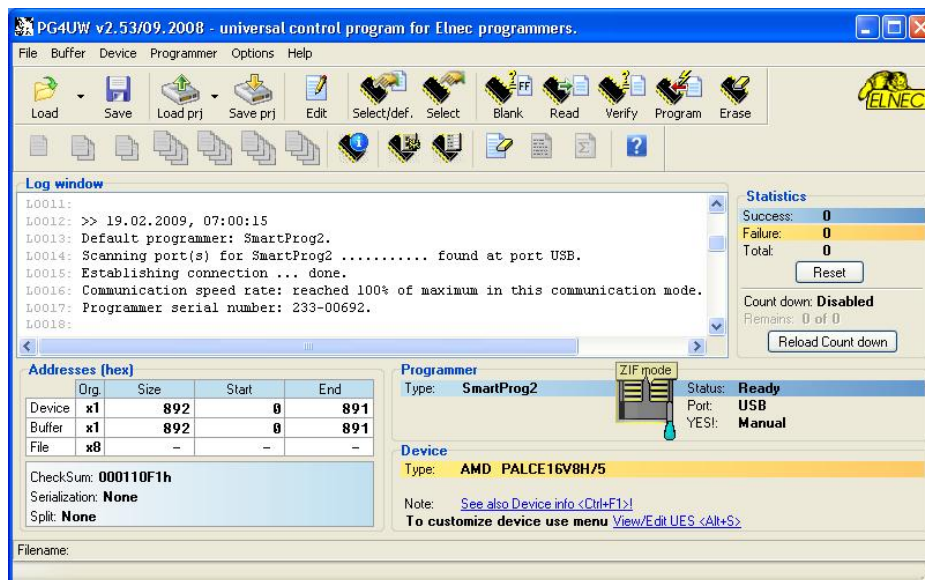 PG4UW v2.53/09.2008 - universal control program for Elnec programmers.
File Buffer Device Programmer Options Help
Load Save Load prj Save prj Edit Select/def. Select Blank Read Verify Program Erase
ELNEC
Log window
L0011:
L0012: >> 19.02.2009, 07:00:15
L0013: Default programmer: SmartProg2.
L0014: Scanning port(s) for SmartProg2 ........... found at port USB.
L0015: Establishing connection ... done.
L0016: Communication speed rate: reached 100% of maximum in this communication mode.
L0017: Programmer serial number: 233-00692.
L0018:
Statistics
Success: 0
Failure: 0
Total: 0
Reset
Count down: Disabled
Remains: 0 of 0
Reload Count down
Addresses (hex)
Org. Size Start End
Device x1 892 0 891
Buffer x1 892 0 891
File x8 - - -
CheckSum: 000110F1h
Serialization: None
Split: None
Programmer
Type: SmartProg2
ZIF mode
Status: Ready
Port: USB
YES!: Manual
Device
Type: AMD PALCE16V8H/5
Note: See also Device info <Ctrl+F1>!
To customize device use menu View/Edit UES <Alt+S>
Filename: